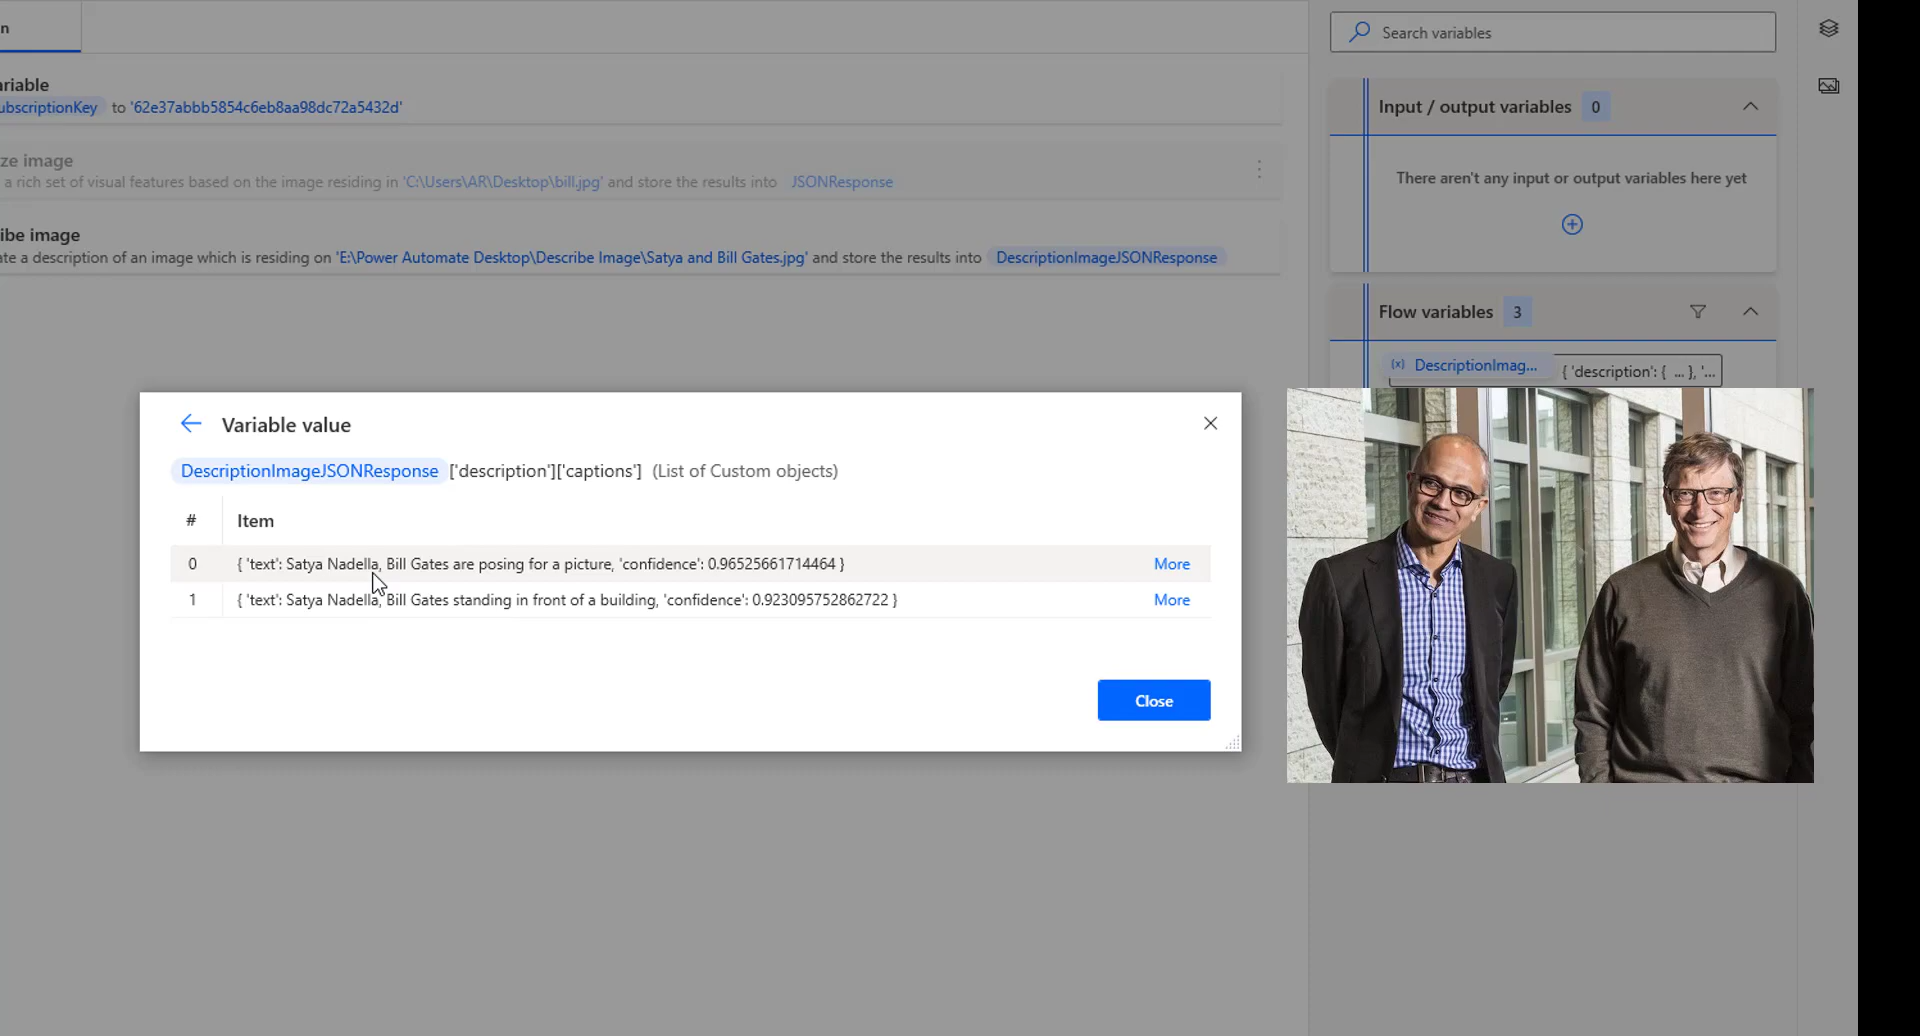 n
ariable
ubscriptionKey to '62e37abbb5854c6eb8aa98dc72a5432d'
ze image
a rich set of visual features based on the image residing in 'C:\Users\AR\Desktop\bill.jpg' and store the results into JSONResponse
ibe image
ate a description of an image which is residing on 'E:\Power Automate Desktop\Describe Image\Satya and Bill Gates.jpg' and store the results into DescriptionImageJSONResponse
Search variables
Input / output variables 0
There aren't any input or output variables here yet
Flow variables 3
(x) DescriptionImag... { 'description': { ... }, '...
Variable value
DescriptionImageJSONResponse ['description']['captions'] (List of Custom objects)
# Item
0 { 'text': Satya Nadella, Bill Gates are posing for a picture, 'confidence': 0.96525661714464 } More
1 { 'text': Satya Nadella, Bill Gates standing in front of a building, 'confidence': 0.923095752862722 } More
Close